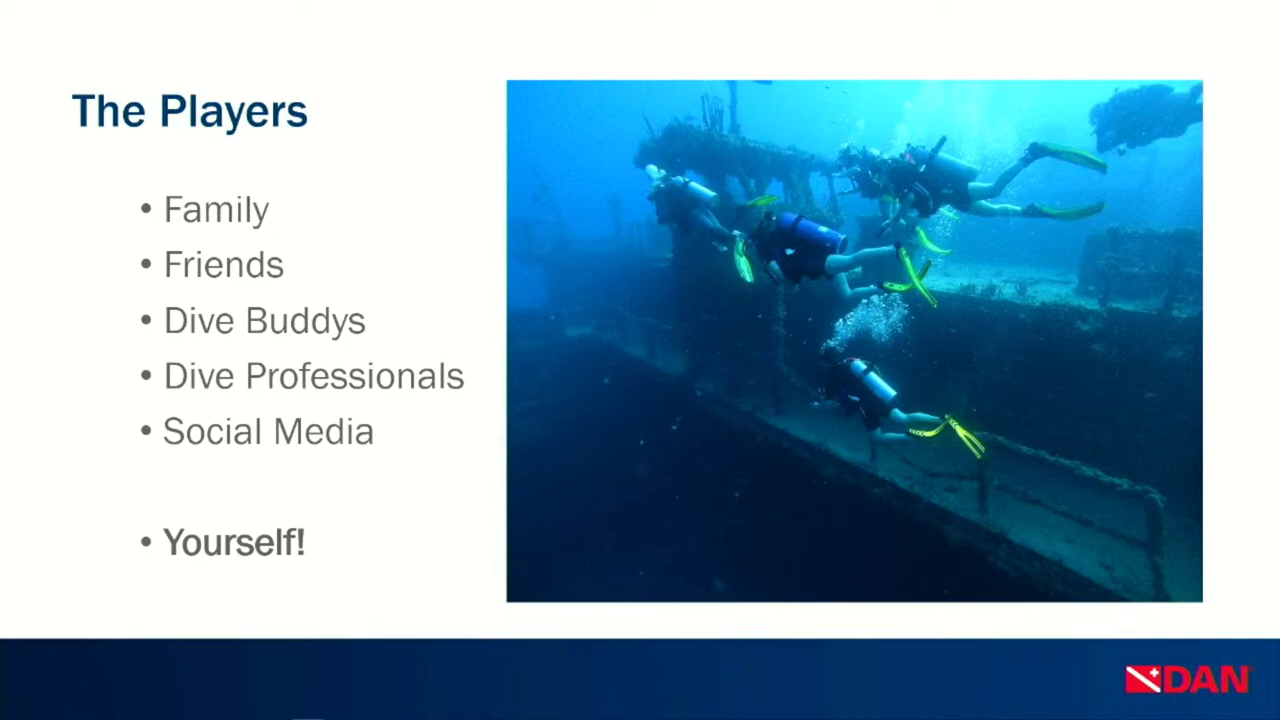 The Players
• Family
• Friends
• Dive Buddys
• Dive Professionals
• Social Media
• Yourself!
DAN